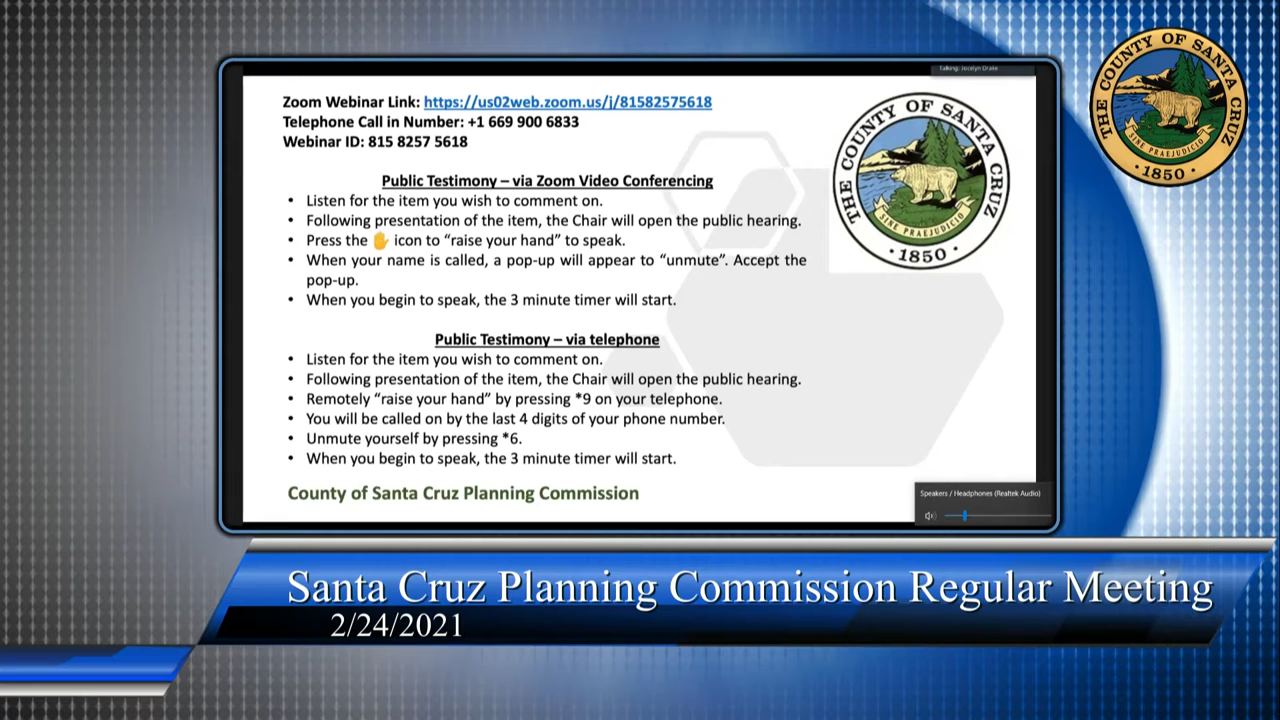 Talking: Jocelyn Drake
THE COUNTY OF SANTA CRUZ
SINE PRAEJUDICIO
· 1850 ·
Zoom Webinar Link: https://us02web.zoom.us/j/81582575618
Telephone Call in Number: +1 669 900 6833
Webinar ID: 815 8257 5618
THE COUNTY OF SANTA CRUZ
SINE PRAEJUDICIO
· 1850 ·
Public Testimony – via Zoom Video Conferencing
• Listen for the item you wish to comment on.
• Following presentation of the item, the Chair will open the public hearing.
• Press the ✋ icon to “raise your hand” to speak.
• When your name is called, a pop-up will appear to “unmute”. Accept the
pop-up.
• When you begin to speak, the 3 minute timer will start.
Public Testimony – via telephone
• Listen for the item you wish to comment on.
• Following presentation of the item, the Chair will open the public hearing.
• Remotely “raise your hand” by pressing *9 on your telephone.
• You will be called on by the last 4 digits of your phone number.
• Unmute yourself by pressing *6.
• When you begin to speak, the 3 minute timer will start.
County of Santa Cruz Planning Commission
Speakers / Headphones (Realtek Audio)
Santa Cruz Planning Commission Regular Meeting
2/24/2021